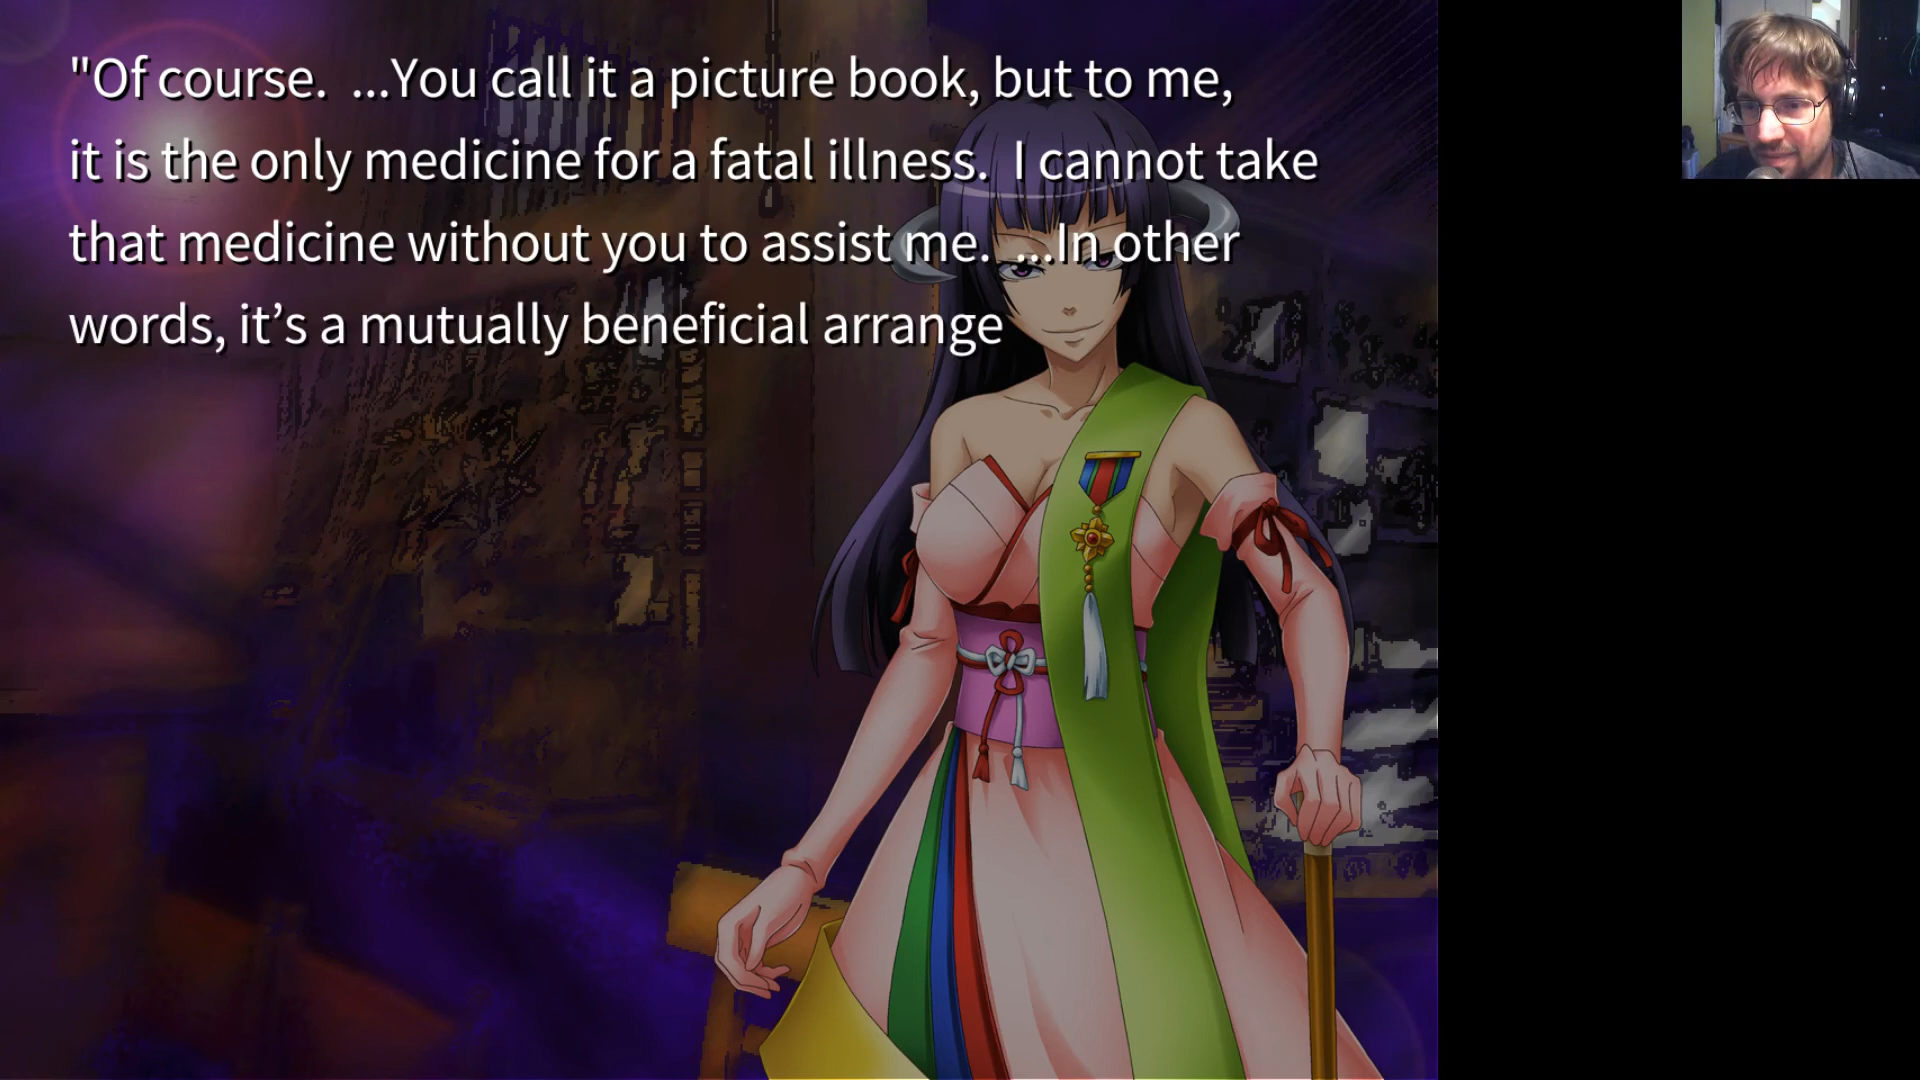 "Of course.  ...You call it a picture book, but to me,
it is the only medicine for a fatal illness.  I cannot take
that medicine without you to assist me.  ...In other
words, it’s a mutually beneficial arrange